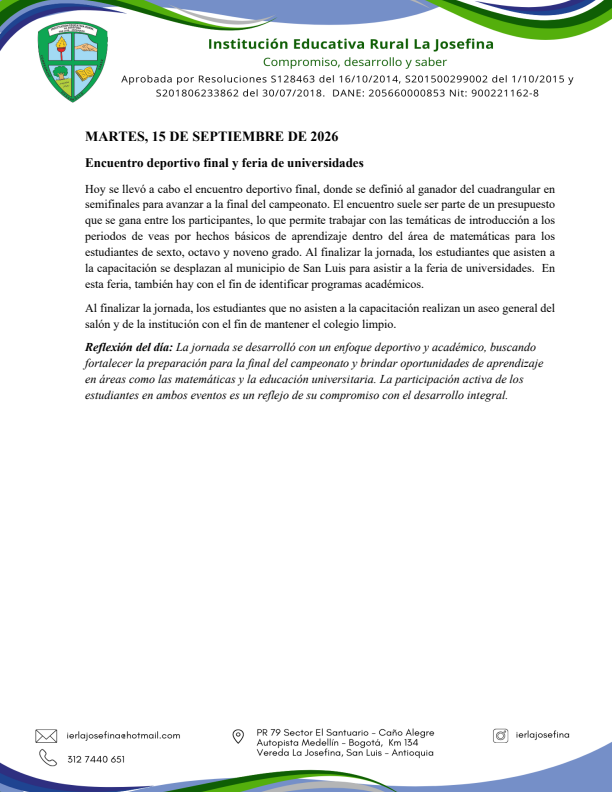 Institución Educativa Rural La Josefina
Compromiso, desarrollo y saber
Aprobada por Resoluciones S128463 del 16/10/2014, S201500299002 del 1/10/2015 y
S201806233862 del 30/07/2018. DANE: 205660000853 Nit: 900221162-8
MARTES, 15 DE SEPTIEMBRE DE 2026
Encuentro deportivo final y feria de universidades
Hoy se llevó a cabo el encuentro deportivo final, donde se definió al ganador del cuadrangular en
semifinales para avanzar a la final del campeonato. El encuentro suele ser parte de un presupuesto
que se gana entre los participantes, lo que permite trabajar con las temáticas de introducción a los
periodos de veas por hechos básicos de aprendizaje dentro del área de matemáticas para los
estudiantes de sexto, octavo y noveno grado. Al finalizar la jornada, los estudiantes que asisten a
la capacitación se desplazan al municipio de San Luis para asistir a la feria de universidades. En
esta feria, también hay con el fin de identificar programas académicos.
Al finalizar la jornada, los estudiantes que no asisten a la capacitación realizan un aseo general del
salón y de la institución con el fin de mantener el colegio limpio.
Reflexión del día: La jornada se desarrolló con un enfoque deportivo y académico, buscando
fortalecer la preparación para la final del campeonato y brindar oportunidades de aprendizaje
en áreas como las matemáticas y la educación universitaria. La participación activa de los
estudiantes en ambos eventos es un reflejo de su compromiso con el desarrollo integral.
ierlajosefina@hotmail.com
312 7440 651
PR 79 Sector El Santuario - Caño Alegre
Autopista Medellín - Bogotá, Km 134
Vereda La Josefina, San Luis - Antioquia
ierlajosefina